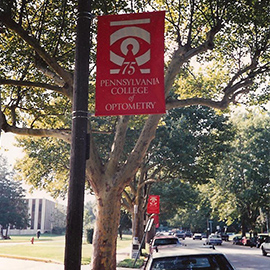 75
PENNSYLVANIA
COLLEGE
of
OPTOMETRY